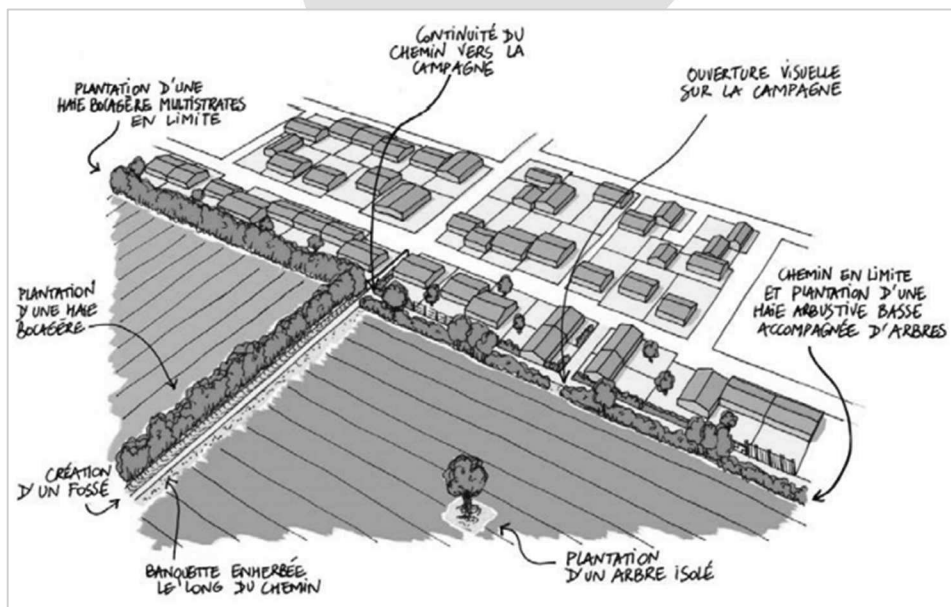 CONTINUITÉ DU
CHEMIN VERS LA
CAMPAGNE
OUVERTURE VISUELLE
SUR LA CAMPAGNE
PLANTATION D'UNE
HAIE BOCAGÈRE MULTISTRATES
EN LIMITE
CHEMIN EN LIMITE
ET PLANTATION D'UNE
HAIE ARBUSTIVE BASSE
ACCOMPAGNÉE D'ARBRES
PLANTATION
D'UNE HAIE
BOCAGÈRE
CRÉATION
D'UN FOSSÉ
BANQUETTE ENHERBÉE
LE LONG DU CHEMIN
PLANTATION
D'UN ARBRE ISOLÉ